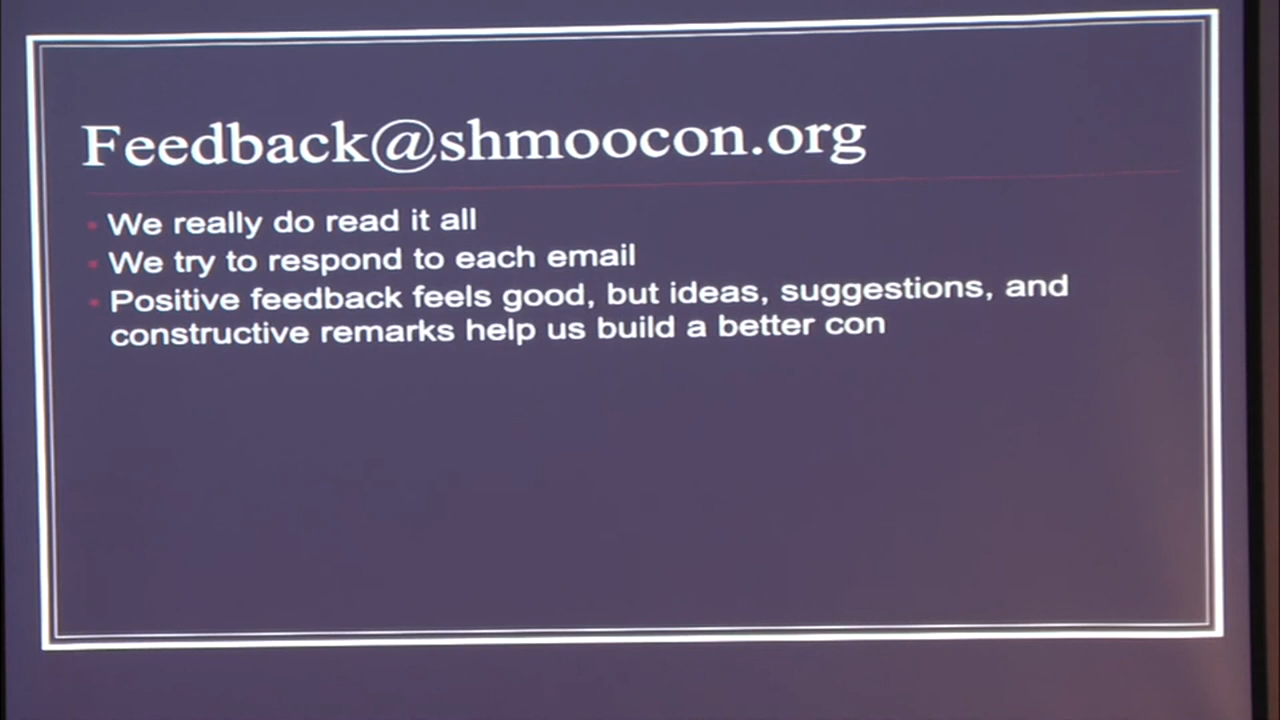 Feedback@shmoocon.org
We really do read it all
We try to respond to each email
Positive feedback feels good, but ideas, suggestions, and
constructive remarks help us build a better con